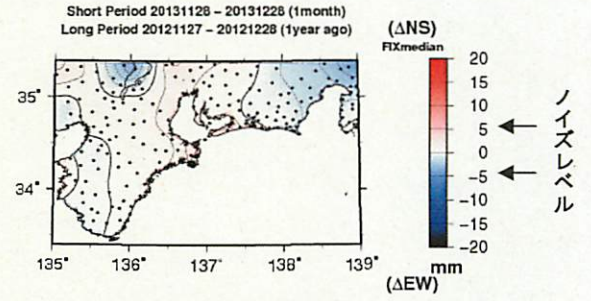 Short Period 20131128 – 20131228 (1month)
Long Period 20121127 – 20121228 (1year ago)
(ΔNS)
FIXmedian
20
15
10
5
0
−5
−10
−15
−20
mm
ノイズレベル
35°
34°
135° 136° 137° 138° 139°
(ΔEW)